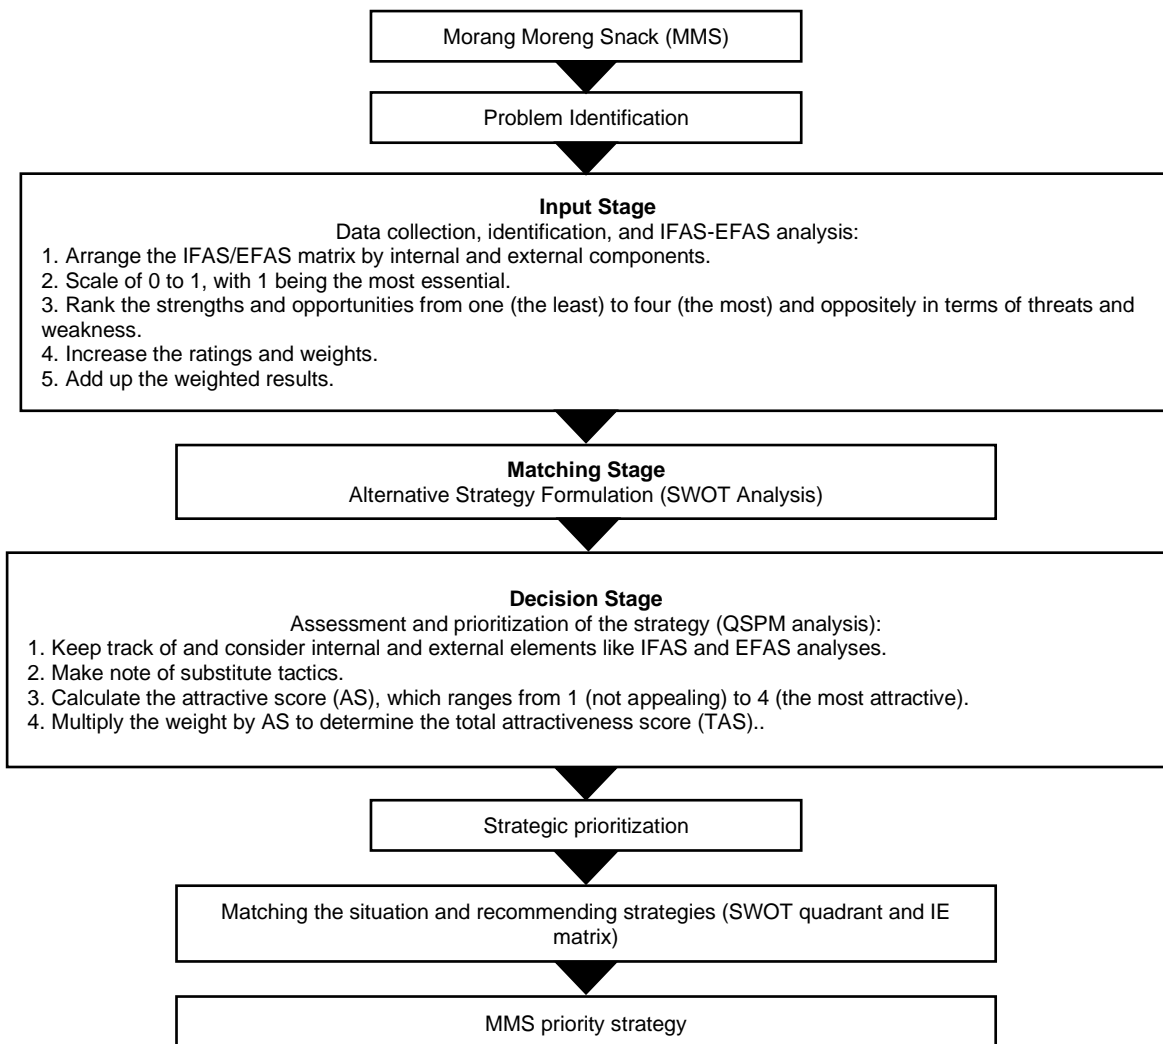 Morang Moreng Snack (MMS)
Problem Identification
Input Stage
Data collection, identification, and IFAS-EFAS analysis:
1. Arrange the IFAS/EFAS matrix by internal and external components.
2. Scale of 0 to 1, with 1 being the most essential.
3. Rank the strengths and opportunities from one (the least) to four (the most) and oppositely in terms of threats and
weakness.
4. Increase the ratings and weights.
5. Add up the weighted results.
Matching Stage
Alternative Strategy Formulation (SWOT Analysis)
Decision Stage
Assessment and prioritization of the strategy (QSPM analysis):
1. Keep track of and consider internal and external elements like IFAS and EFAS analyses.
2. Make note of substitute tactics.
3. Calculate the attractive score (AS), which ranges from 1 (not appealing) to 4 (the most attractive).
4. Multiply the weight by AS to determine the total attractiveness score (TAS)..
Strategic prioritization
Matching the situation and recommending strategies (SWOT quadrant and IE
matrix)
MMS priority strategy